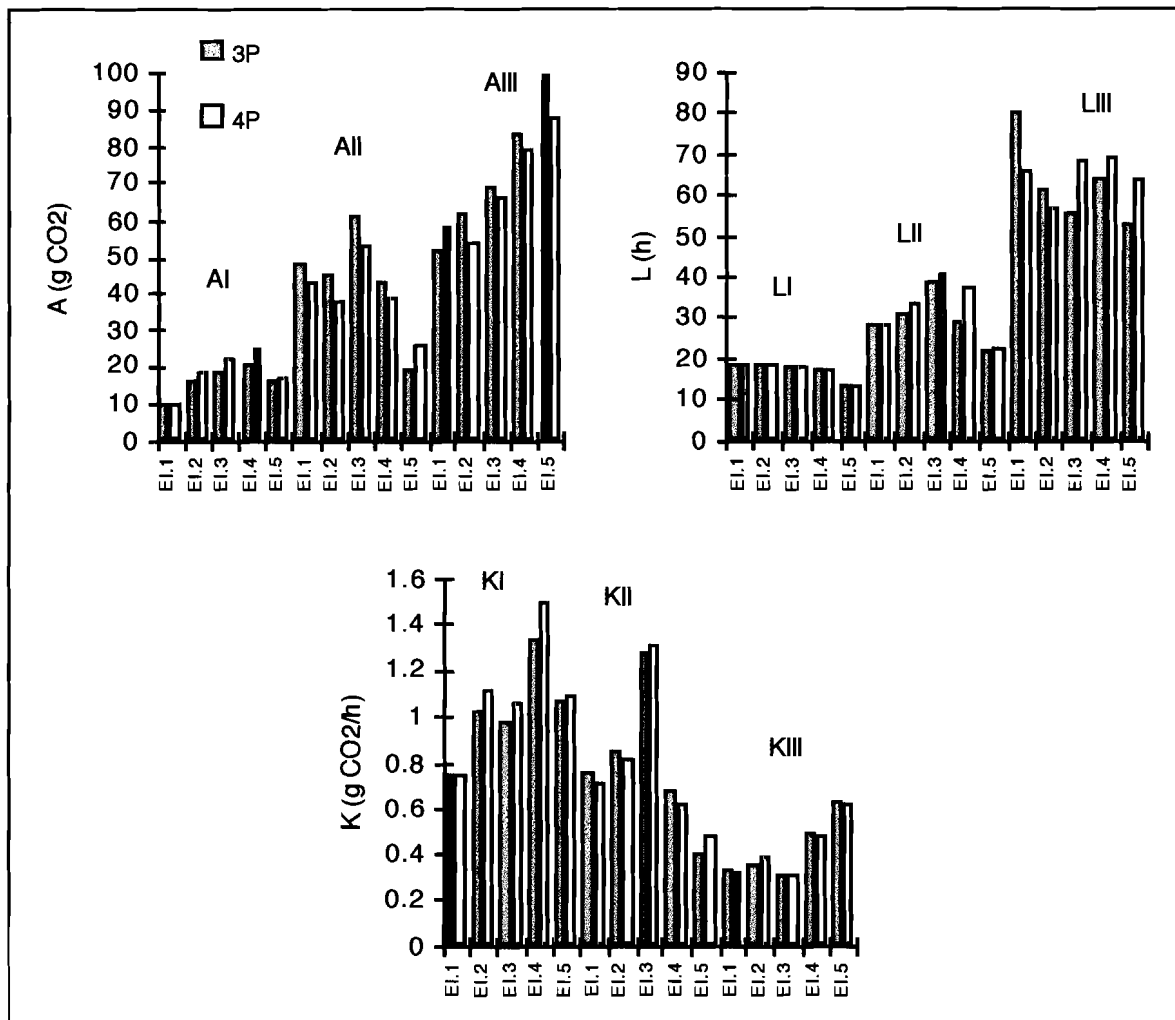 3P
4P
A (g CO2)
100
90
80
70
60
50
40
30
20
10
0
AI
AII
AIII
EI.1
EI.2
EI.3
EI.4
EI.5
EI.1
EI.2
EI.3
EI.4
EI.5
EI.1
EI.2
EI.3
EI.4
EI.5
L (h)
90
80
70
60
50
40
30
20
10
0
LI
LII
LIII
EI.1
EI.2
EI.3
EI.4
EI.5
EI.1
EI.2
EI.3
EI.4
EI.5
EI.1
EI.2
EI.3
EI.4
EI.5
K (g CO2/h)
1.6
1.4
1.2
1
0.8
0.6
0.4
0.2
0
KI
KII
KIII
EI.1
EI.2
EI.3
EI.4
EI.5
EI.1
EI.2
EI.3
EI.4
EI.5
EI.1
EI.2
EI.3
EI.4
EI.5